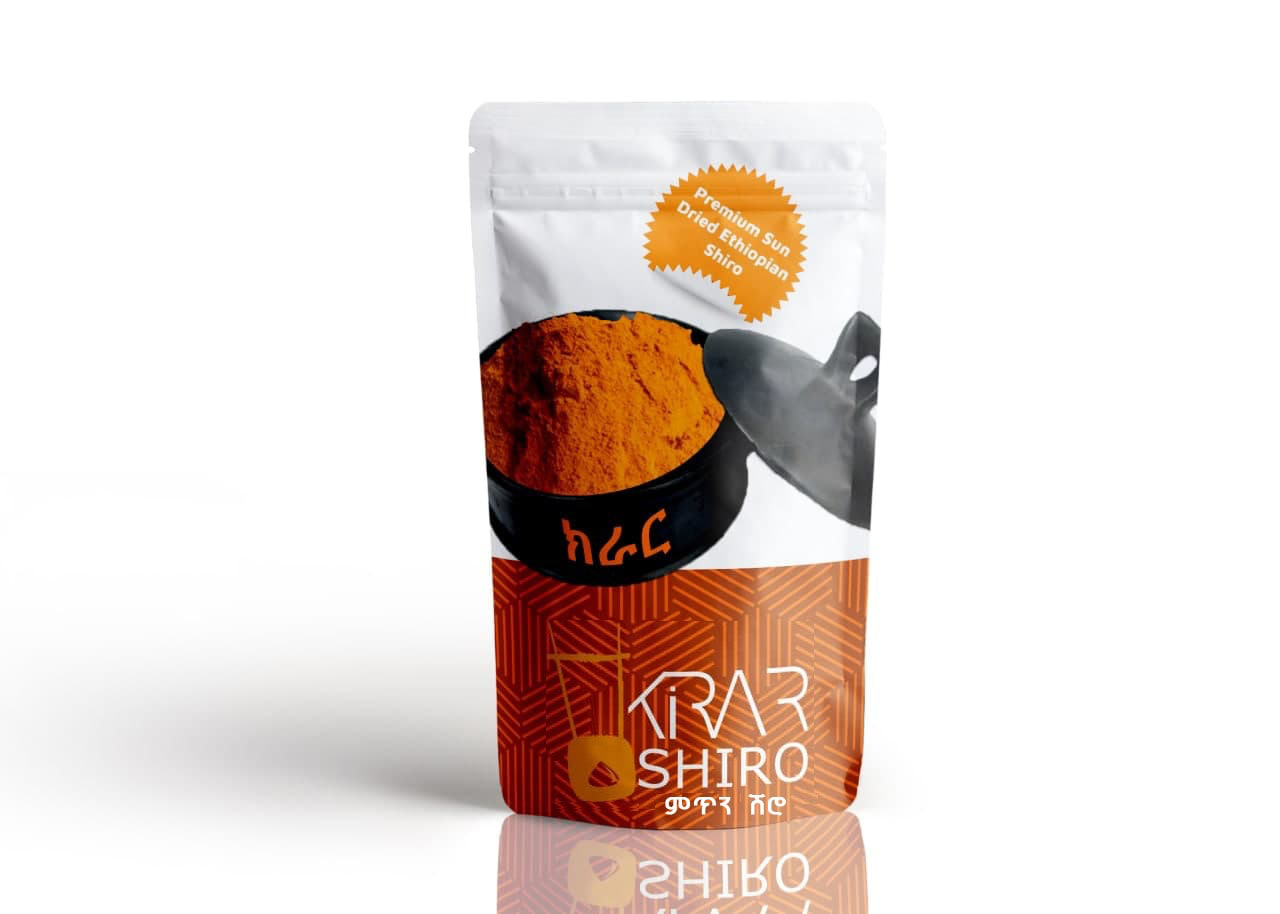 Premium Sun
Dried Ethiopian
Shiro
ክራር
KiRAR
SHIRO
ምጥን ሽሮ